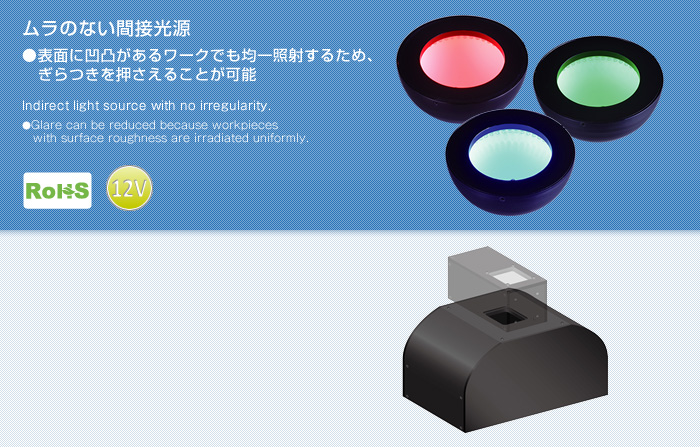 ムラのない間接光源
●表面に凹凸があるワークでも均一照射するため、
ぎらつきを押さえることが可能
Indirect light source with no irregularity.
●Glare can be reduced because workpieces
with surface roughness are irradiated uniformly.
RoHS
12V